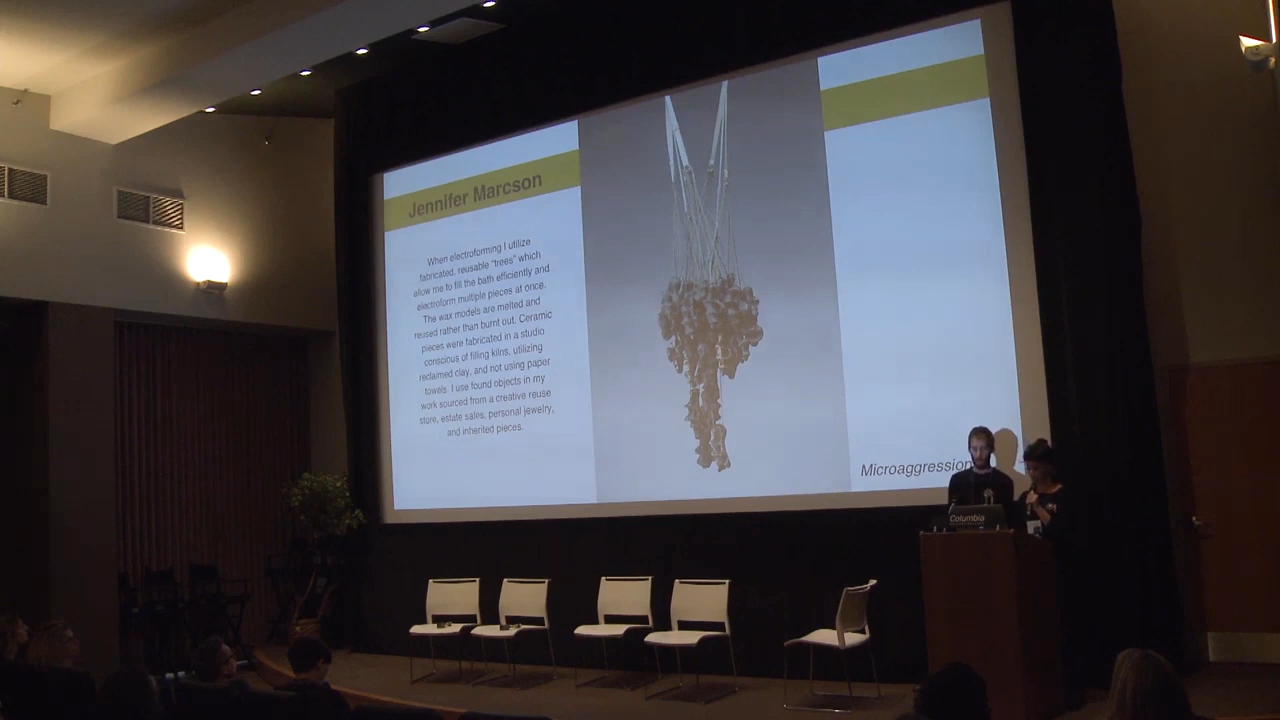 Jennifer Marcson
When electroforming I utilize
fabricated, reusable "trees" which
allow me to fill the bath efficiently and
electroform multiple pieces at once.
The wax models are melted and
reused rather than burnt out. Ceramic
pieces were fabricated in a studio
conscious of filling kilns, utilizing
reclaimed clay, and not using paper
towels. I use found objects in my
work sourced from a creative reuse
store, estate sales, personal jewelry,
and inherited pieces.
Microaggression
Columbia